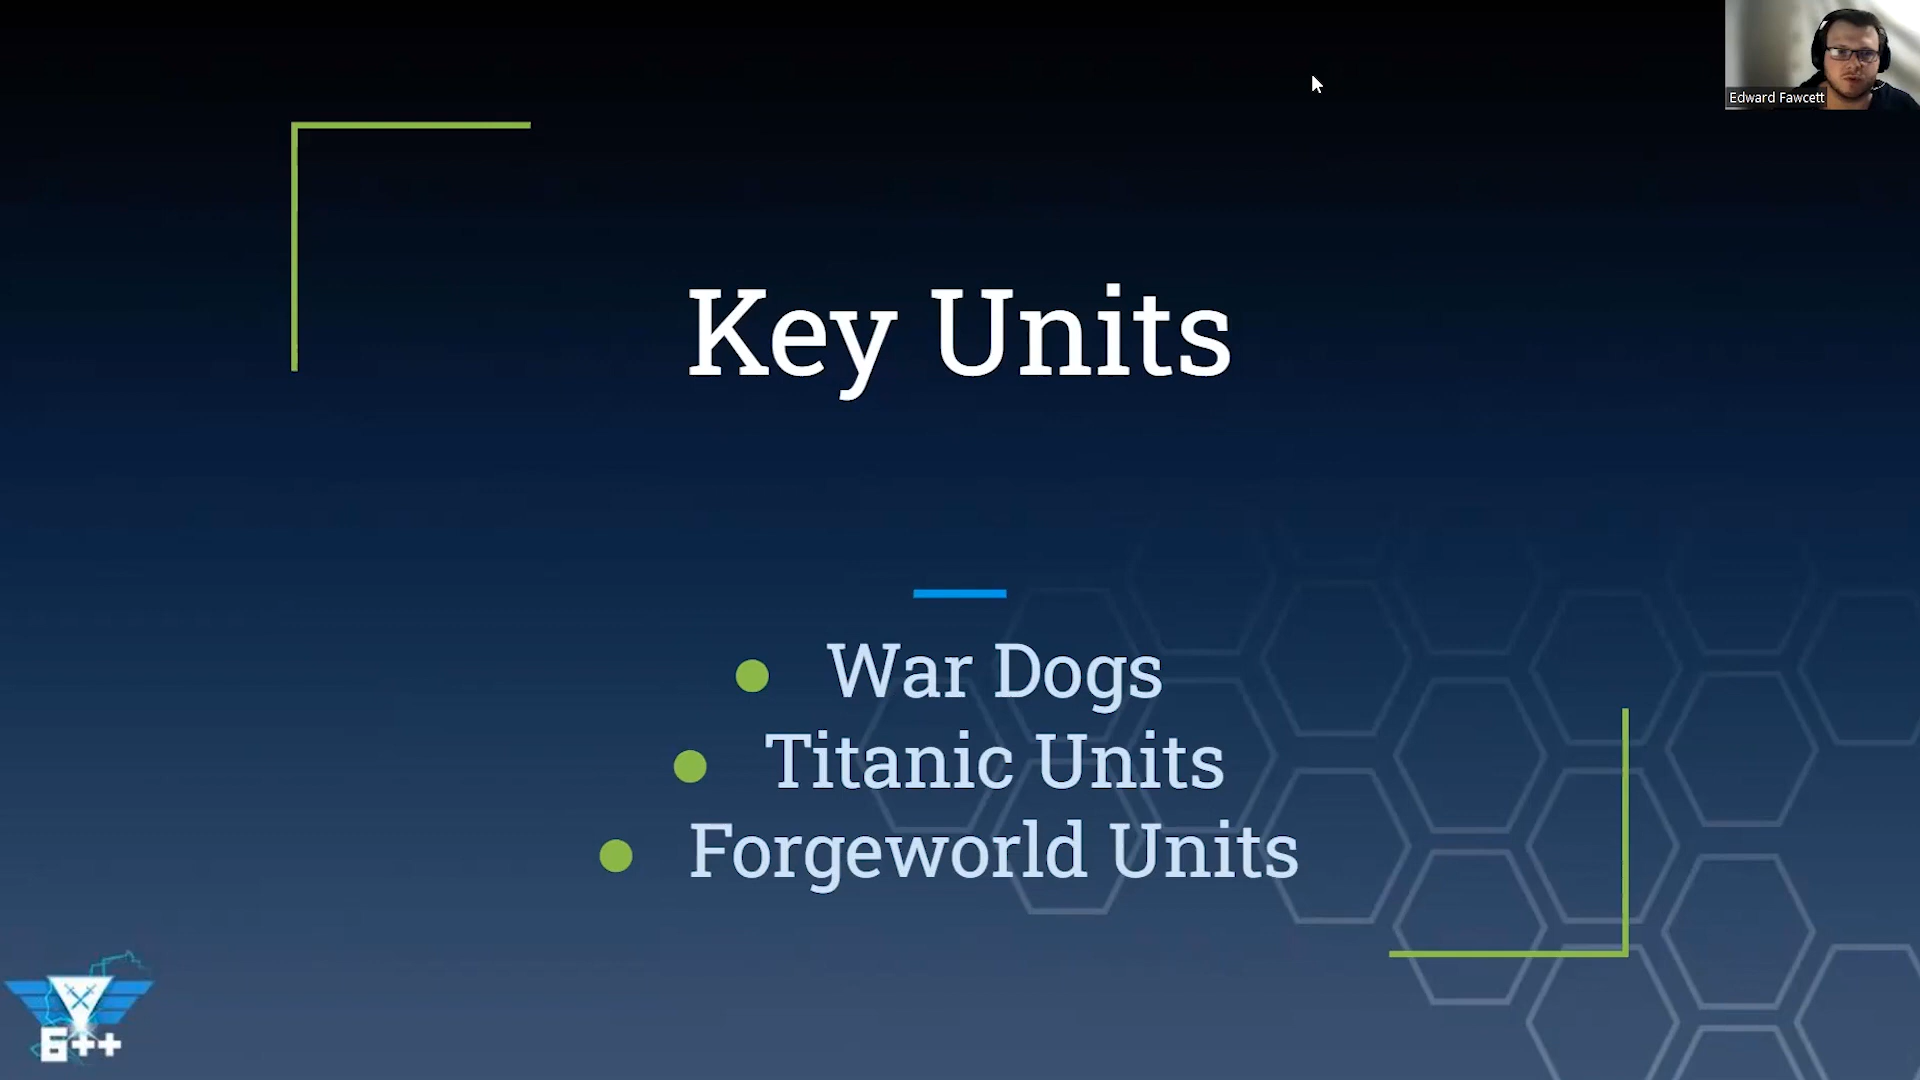 Edward Fawcett
Key Units
War Dogs
Titanic Units
Forgeworld Units
6++